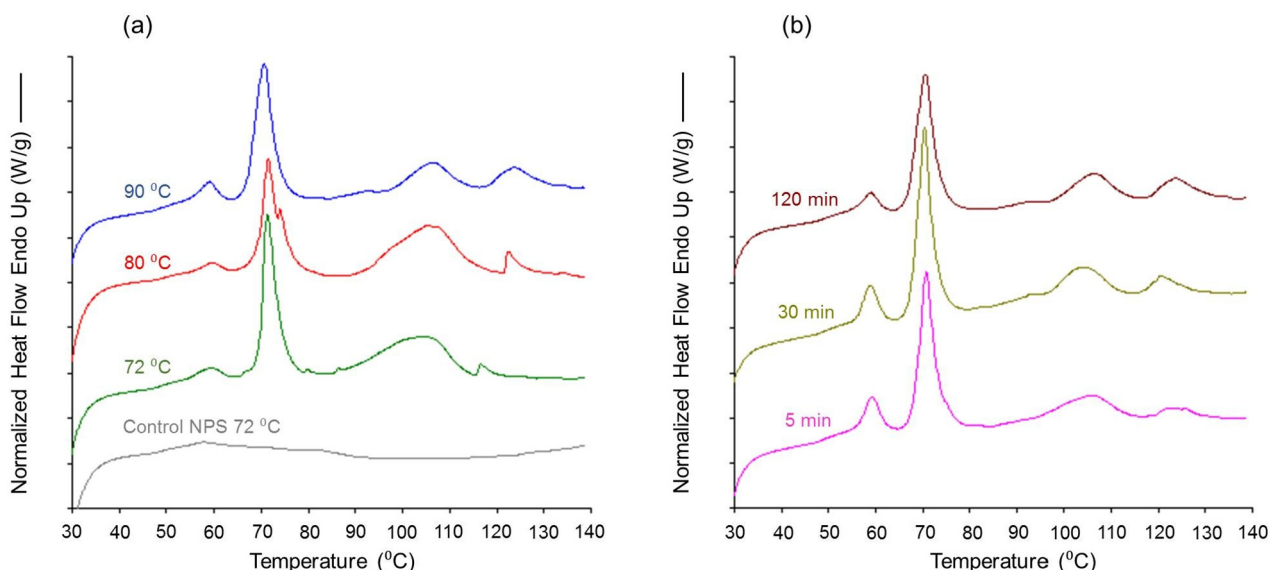 (a)
Normalized Heat Flow Endo Up (W/g)
90 ⁰C
80 ⁰C
72 ⁰C
Control NPS 72 ⁰C
30 40 50 60 70 80 90 100 110 120 130 140
Temperature (⁰C)
(b)
Normalized Heat Flow Endo Up (W/g)
120 min
30 min
5 min
30 40 50 60 70 80 90 100 110 120 130 140
Temperature (⁰C)